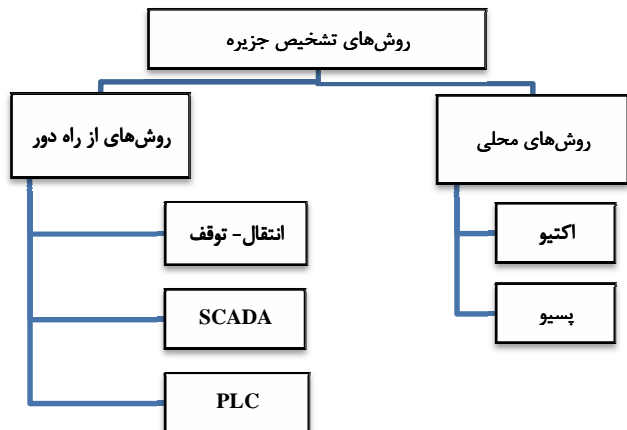 روش‌های تشخیص جزیره
روش‌های محلی
اکتیو
پسیو
روش‌های از راه دور
انتقال- توقف
SCADA
PLC